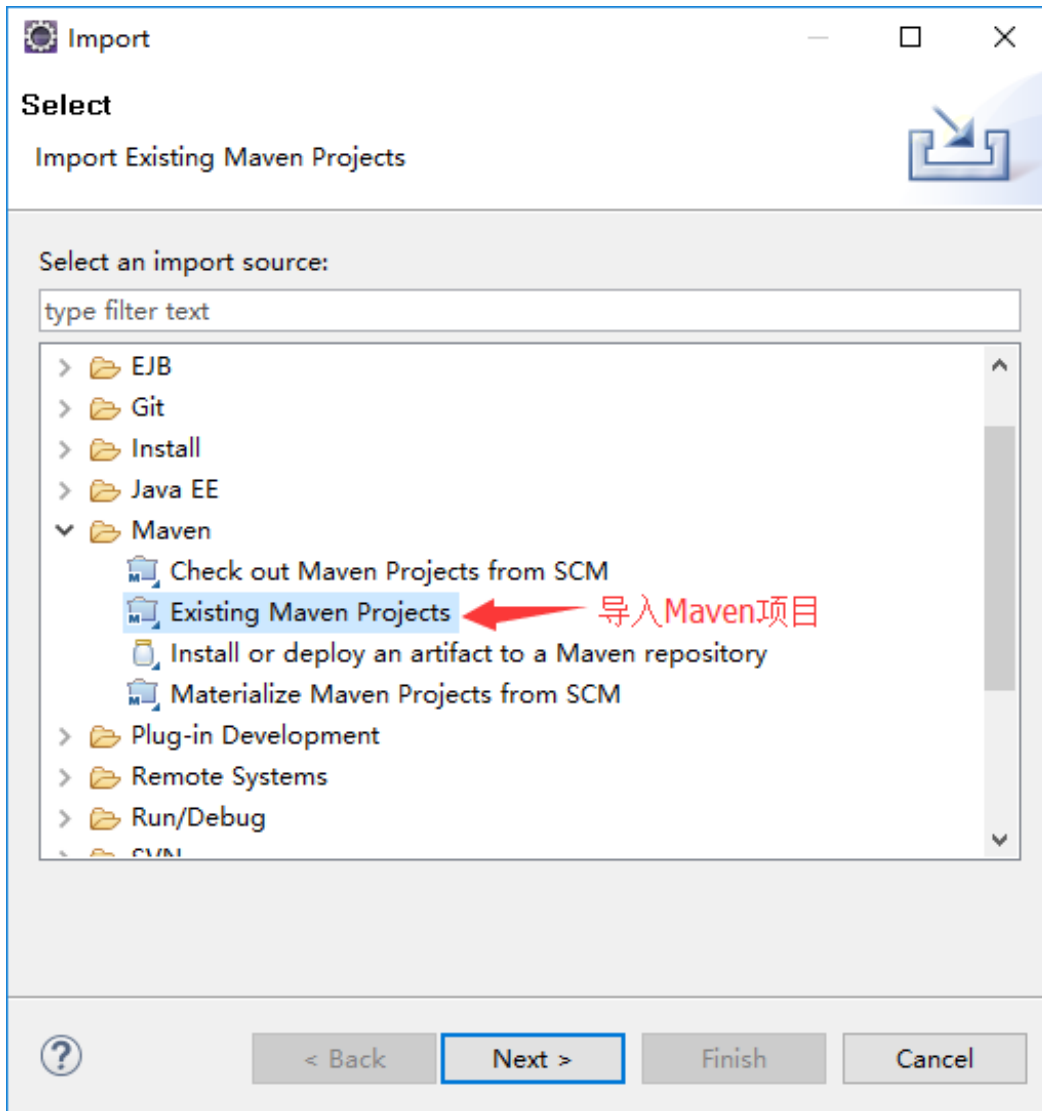 Import
Select
Import Existing Maven Projects
Select an import source:
type filter text
EJB
Git
Install
Java EE
Maven
Check out Maven Projects from SCM
Existing Maven Projects 导入Maven项目
Install or deploy an artifact to a Maven repository
Materialize Maven Projects from SCM
Plug-in Development
Remote Systems
Run/Debug
SVN
? < Back Next > Finish Cancel